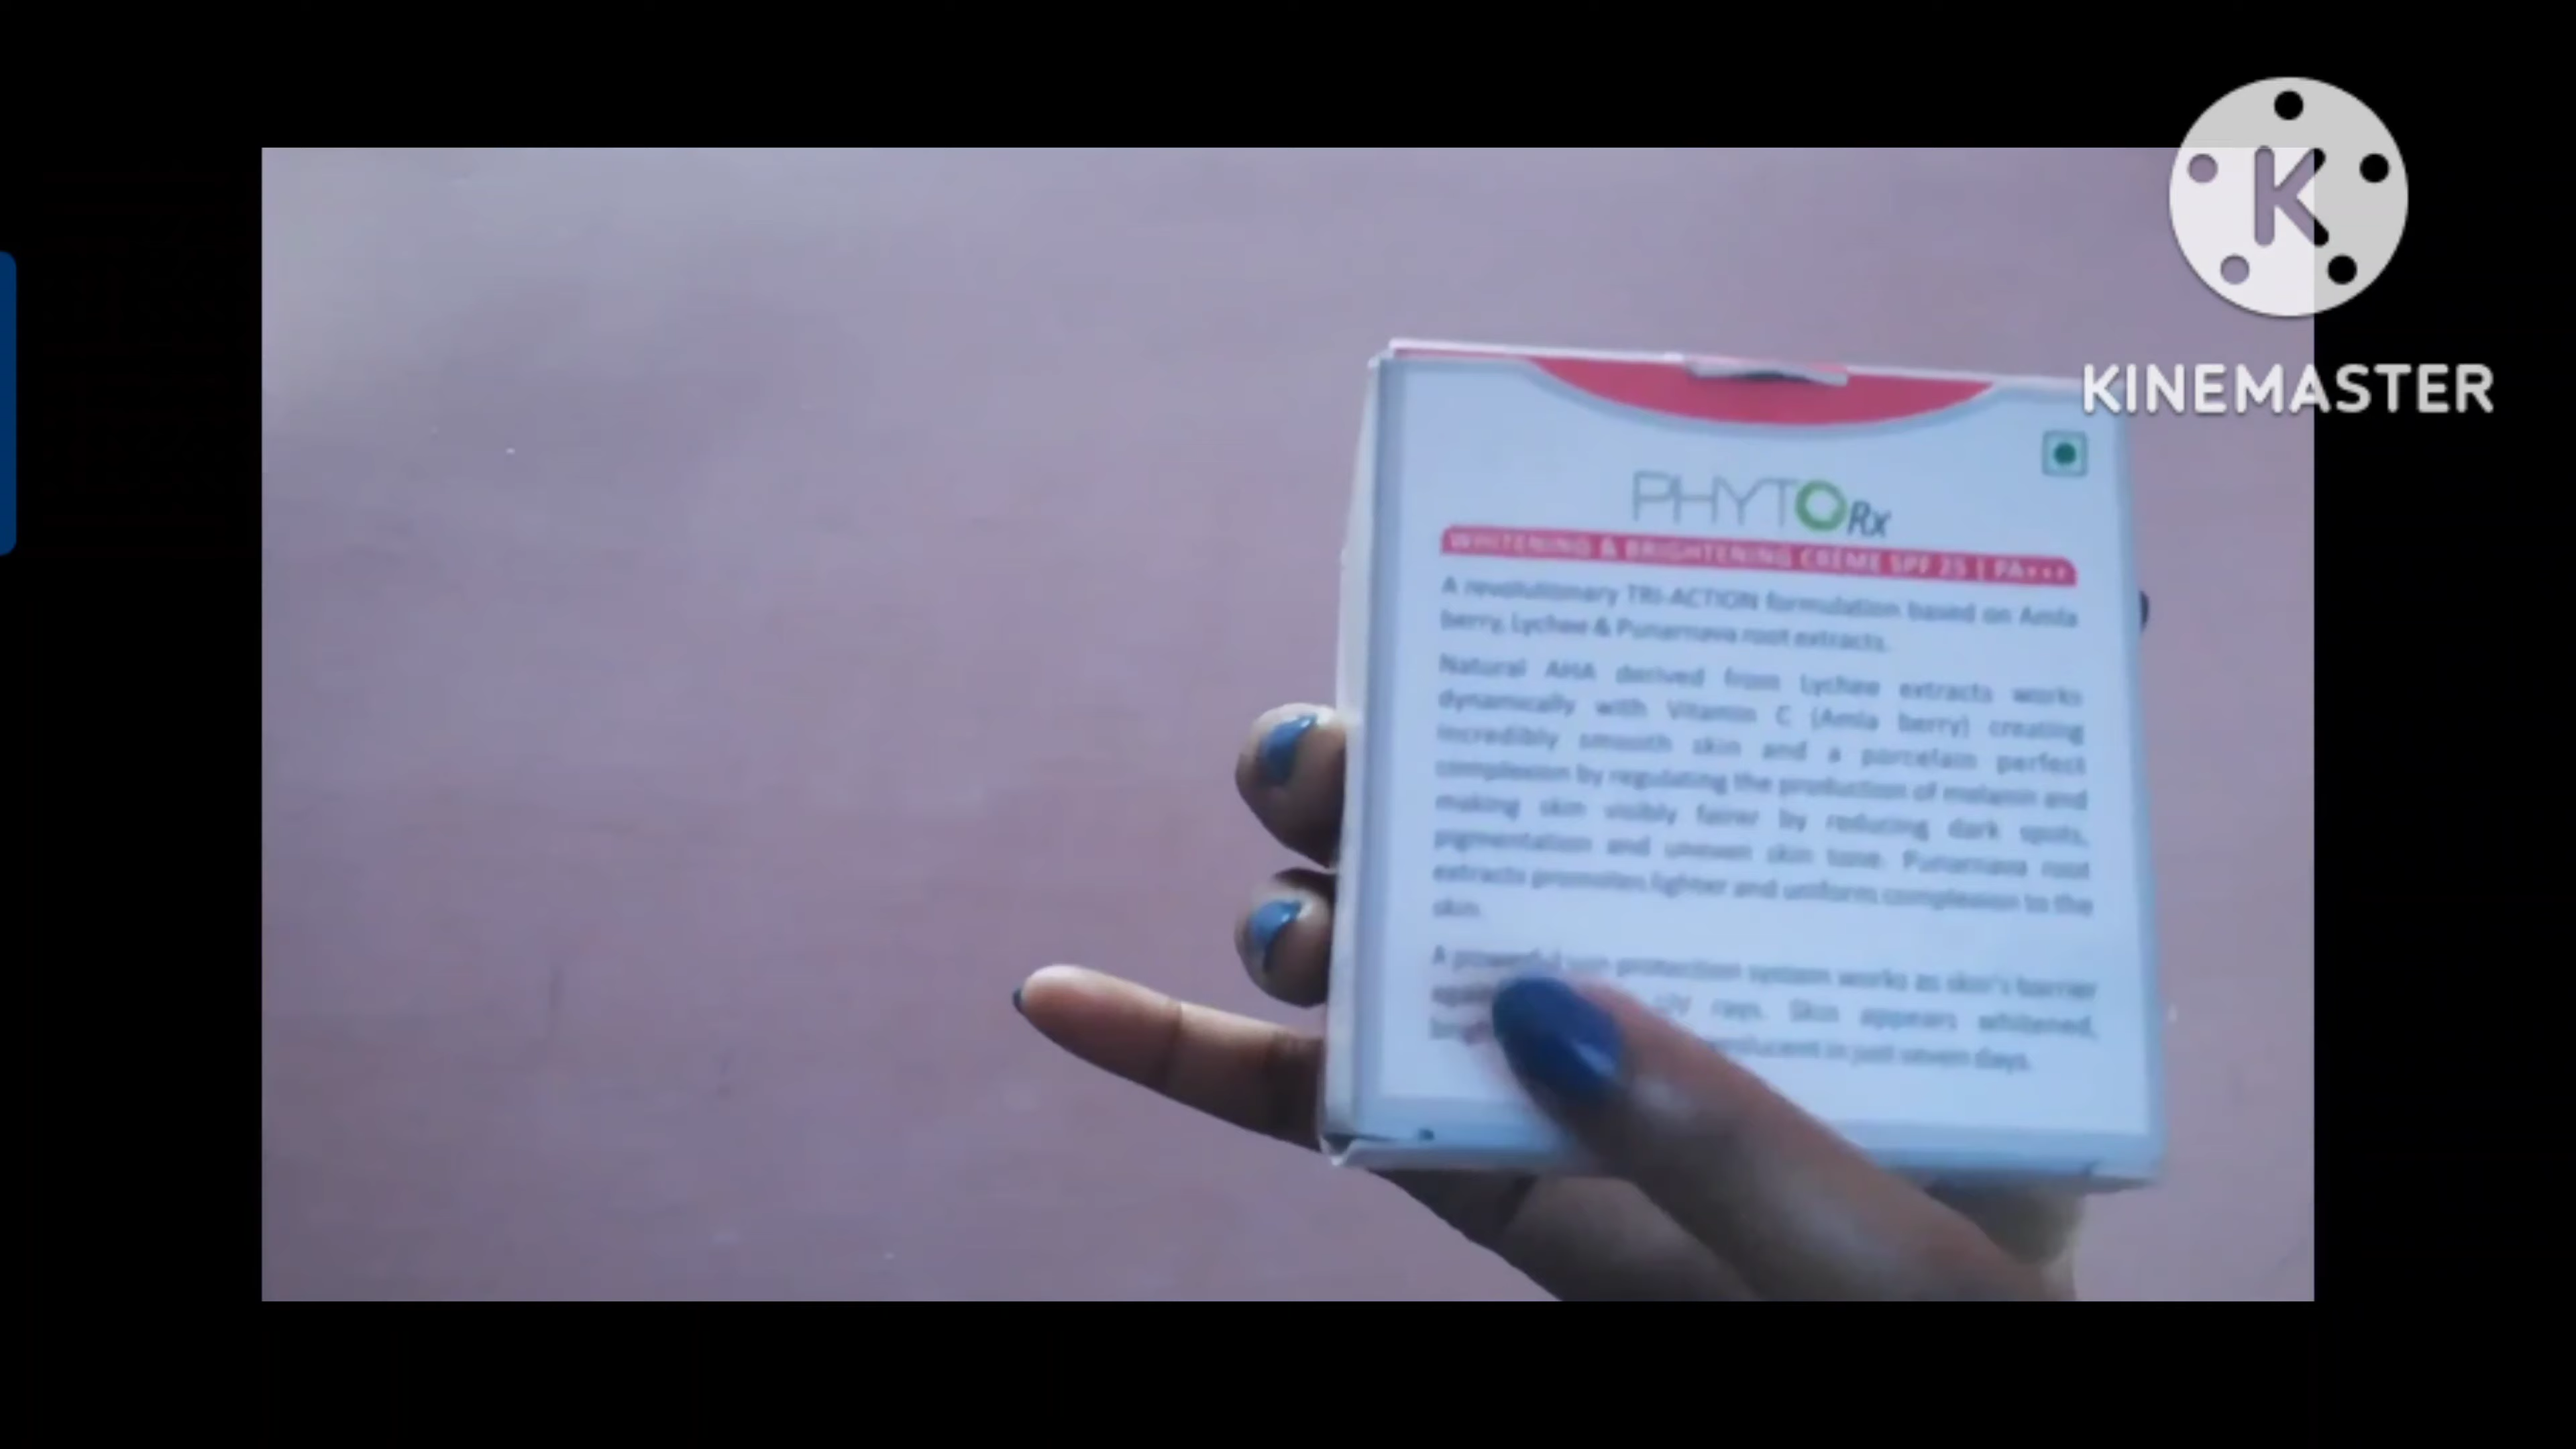 K
KINEMASTER
PHYTO Rx
WHITENING & BRIGHTENING CRÈME SPF 25 | PA+++
A revolutionary TRI-ACTION formulation based on Amla
berry, Lychee & Punarnava root extracts.
Natural AHA derived from Lychee extracts works
dynamically with Vitamin C (Amla berry) creating
incredibly smooth skin and a porcelain perfect
complexion by regulating the production of melanin and
making skin visibly fairer by reducing dark spots,
pigmentation and uneven skin tone. Punarnava root
extracts promotes lighter and uniform complexion to the
skin.
A powerful sun protection system works as skin's barrier
UV rays. Skin appears whitened,
in just seven days.